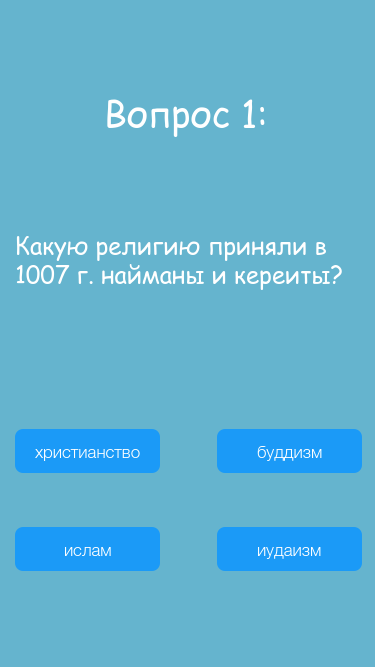 Вопрос 1:
Какую религию приняли в
1007 г. найманы и кереиты?
христианство
буддизм
ислам
иудаизм